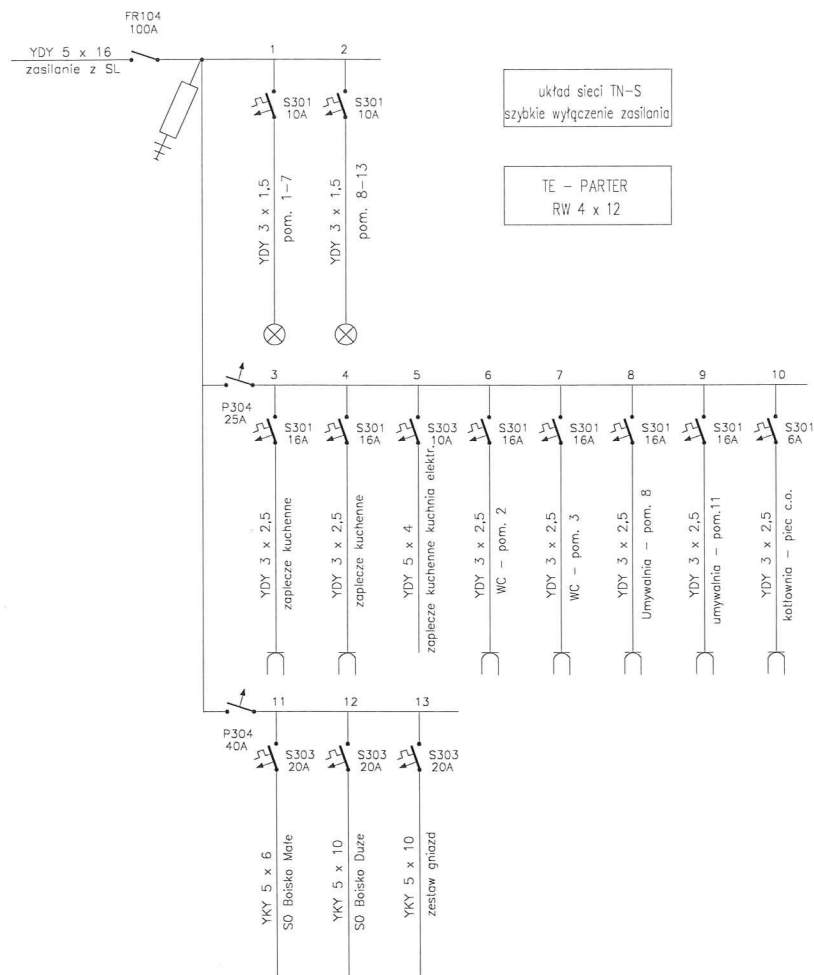 FR104
100A
YDY 5 x 16
zasilanie z SL
1
2
S301
10A
S301
10A
YDY 3 x 1,5
pom. 1-7
YDY 3 x 1,5
pom. 8-13
układ sieci TN-S
szybkie wyłączenie zasilania
TE - PARTER
RW 4 x 12
P304
25A
3
4
5
6
7
8
9
10
S301
16A
S301
16A
S303
10A
S301
16A
S301
16A
S301
16A
S301
16A
S301
6A
YDY 3 x 2,5
zaplecze kuchenne
YDY 3 x 2,5
zaplecze kuchenne
YDY 5 x 4
zaplecze kuchenne kuchnia elektr.
YDY 3 x 2,5
WC - pom. 2
YDY 3 x 2,5
WC - pom. 3
YDY 3 x 2,5
Umywalnia - pom. 8
YDY 3 x 2,5
umywalnia - pom.11
YDY 3 x 2,5
kotłownia - piec c.o.
P304
40A
11
12
13
S303
20A
S303
20A
S303
20A
YKY 5 x 6
SO Boisko Małe
YKY 5 x 10
SO Boisko Duże
YKY 5 x 10
zestaw gniazd